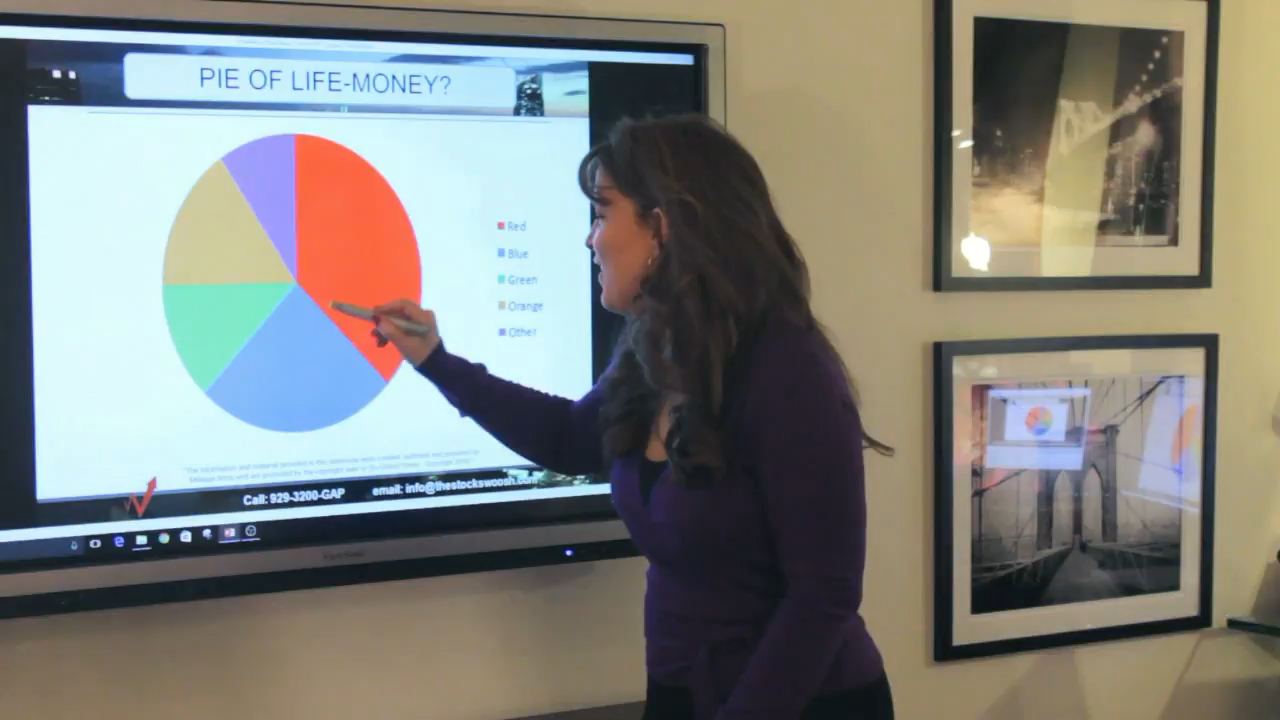 PIE OF LIFE-MONEY?
Red
Blue
Green
Orange
Other
Call: 929-3200-GAP
email: info@thestockswoosh.com